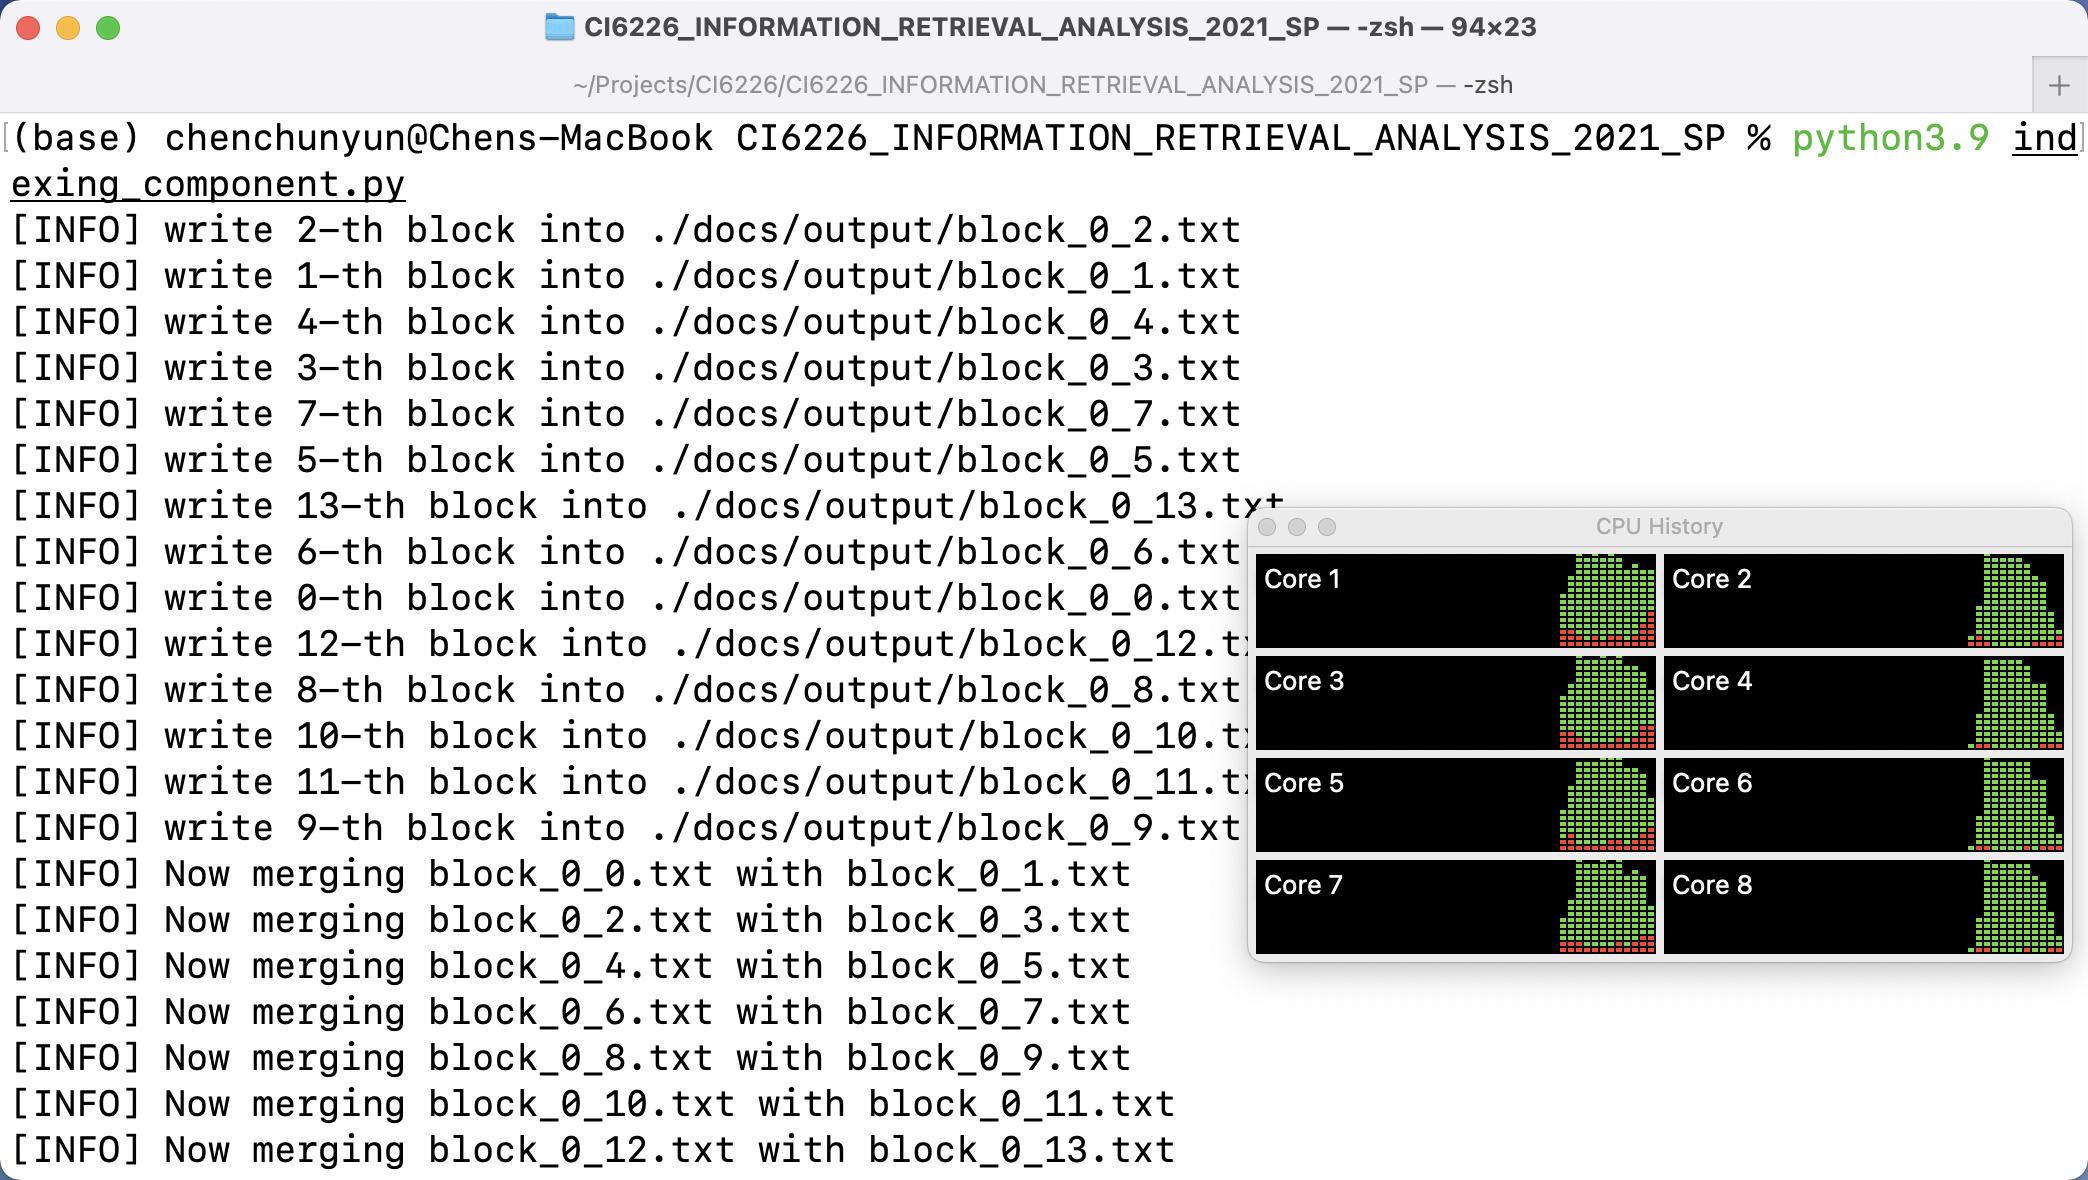 CI6226_INFORMATION_RETRIEVAL_ANALYSIS_2021_SP — -zsh — 94×23
~/Projects/CI6226/CI6226_INFORMATION_RETRIEVAL_ANALYSIS_2021_SP — -zsh
(base) chenchunyun@Chens-MacBook CI6226_INFORMATION_RETRIEVAL_ANALYSIS_2021_SP % python3.9 ind
exing_component.py
[INFO] write 2-th block into ./docs/output/block_0_2.txt
[INFO] write 1-th block into ./docs/output/block_0_1.txt
[INFO] write 4-th block into ./docs/output/block_0_4.txt
[INFO] write 3-th block into ./docs/output/block_0_3.txt
[INFO] write 7-th block into ./docs/output/block_0_7.txt
[INFO] write 5-th block into ./docs/output/block_0_5.txt
[INFO] write 13-th block into ./docs/output/block_0_13.txt
[INFO] write 6-th block into ./docs/output/block_0_6.txt
[INFO] write 0-th block into ./docs/output/block_0_0.txt
[INFO] write 12-th block into ./docs/output/block_0_12.tx
[INFO] write 8-th block into ./docs/output/block_0_8.txt
[INFO] write 10-th block into ./docs/output/block_0_10.tx
[INFO] write 11-th block into ./docs/output/block_0_11.tx
[INFO] write 9-th block into ./docs/output/block_0_9.txt
[INFO] Now merging block_0_0.txt with block_0_1.txt
[INFO] Now merging block_0_2.txt with block_0_3.txt
[INFO] Now merging block_0_4.txt with block_0_5.txt
[INFO] Now merging block_0_6.txt with block_0_7.txt
[INFO] Now merging block_0_8.txt with block_0_9.txt
[INFO] Now merging block_0_10.txt with block_0_11.txt
[INFO] Now merging block_0_12.txt with block_0_13.txt
CPU History
Core 1
Core 2
Core 3
Core 4
Core 5
Core 6
Core 7
Core 8